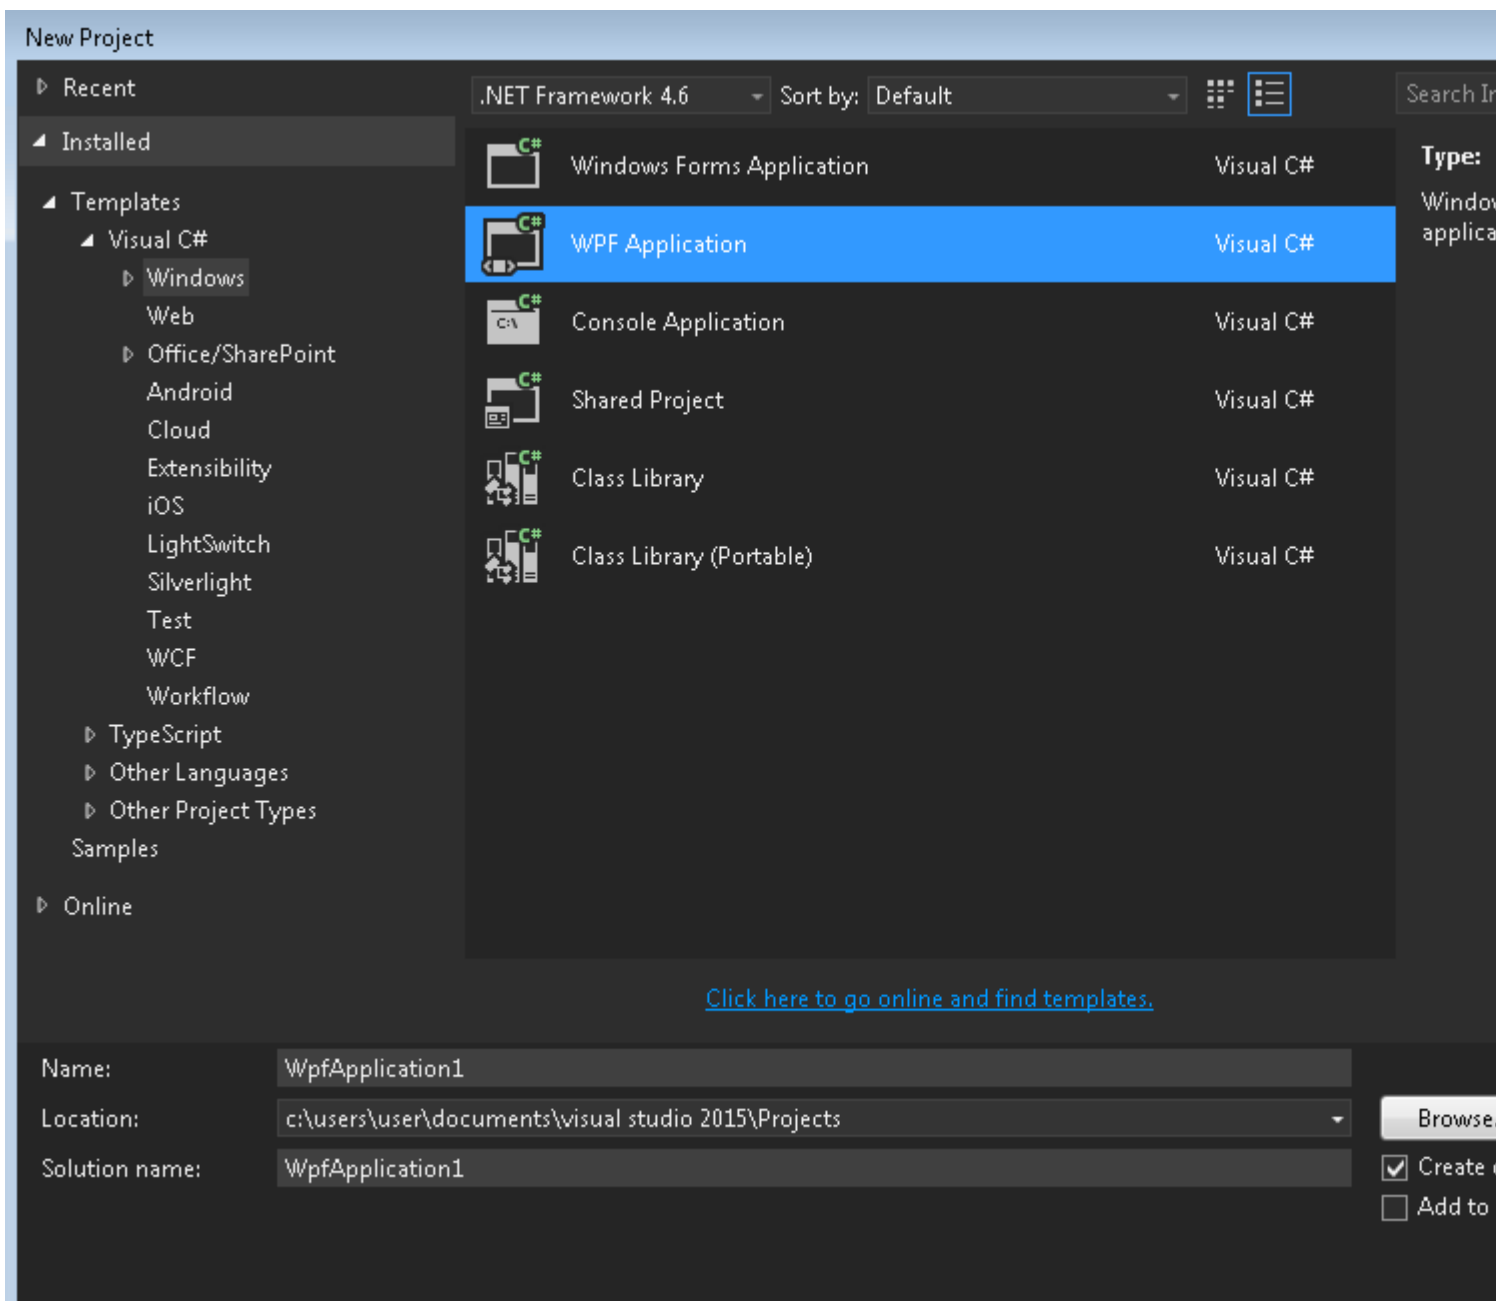 New Project
Recent
.NET Framework 4.6
Sort by:
Default
Search
Installed
Templates
Visual C#
Windows
Web
Office/SharePoint
Android
Cloud
Extensibility
iOS
LightSwitch
Silverlight
Test
WCF
Workflow
TypeScript
Other Languages
Other Project Types
Samples
Online
C#
Windows Forms Application
Visual C#
C#
WPF Application
Visual C#
C#
C:\
Console Application
Visual C#
C#
Shared Project
Visual C#
C#
Class Library
Visual C#
C#
Class Library (Portable)
Visual C#
Type:
Click here to go online and find templates.
Name:
WpfApplication1
Location:
c:\users\user\documents\visual studio 2015\Projects
Browse
Solution name:
WpfApplication1
Create
Add to